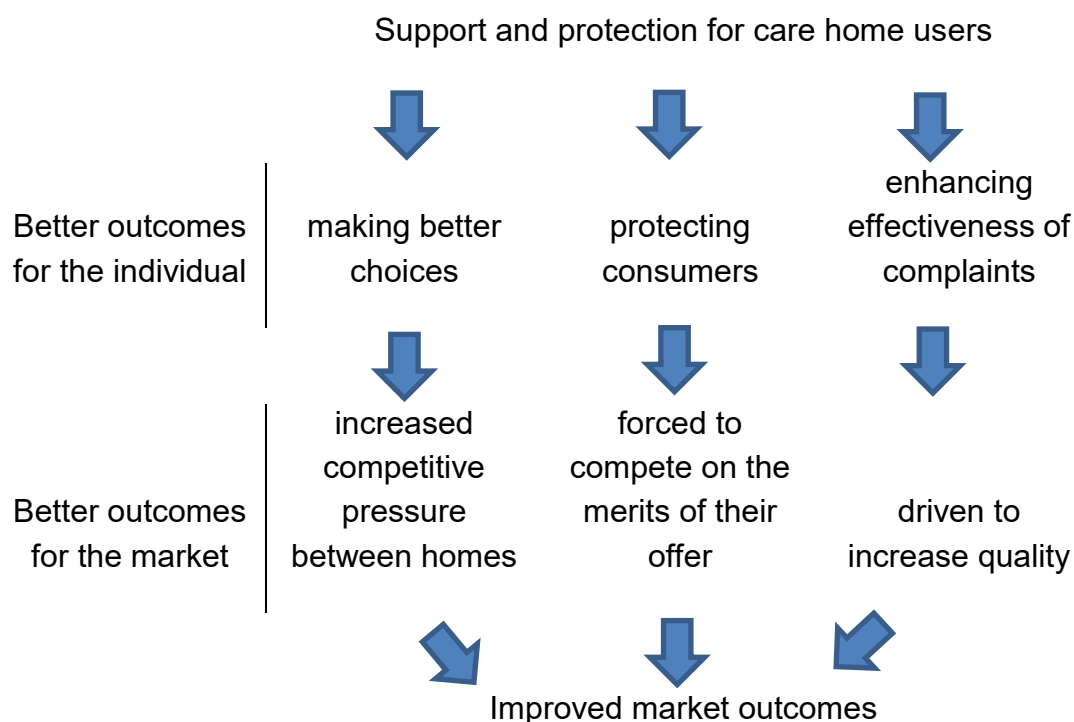 Support and protection for care home users
Better outcomes
for the individual
making better
choices
protecting
consumers
enhancing
effectiveness of
complaints
Better outcomes
for the market
increased
competitive
pressure
between homes
forced to
compete on the
merits of their
offer
driven to
increase quality
Improved market outcomes